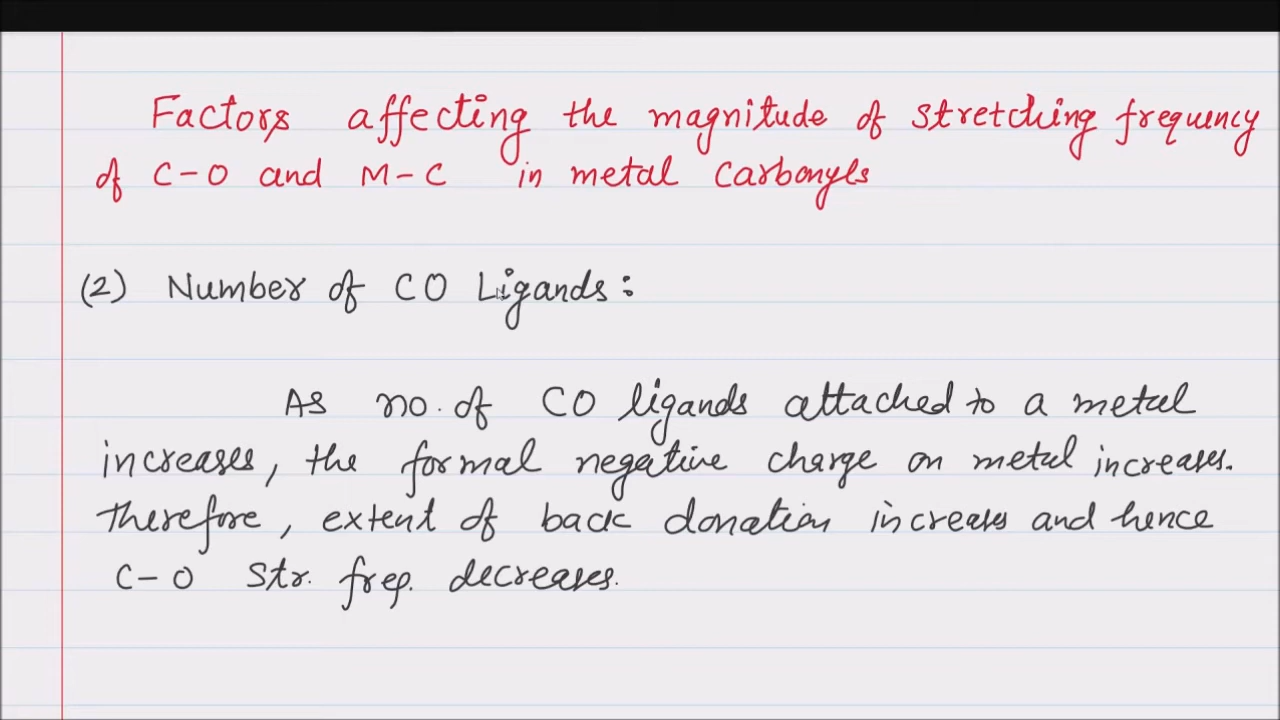 Factors affecting the magnitude of stretching frequency
of C-O and M-C in metal carbonyls
(2) Number of CO Ligands:
As no. of CO ligands attached to a metal
increases, the formal negative charge on metal increases.
Therefore, extent of back donation increases and hence
C-O Str. freq. decreases.